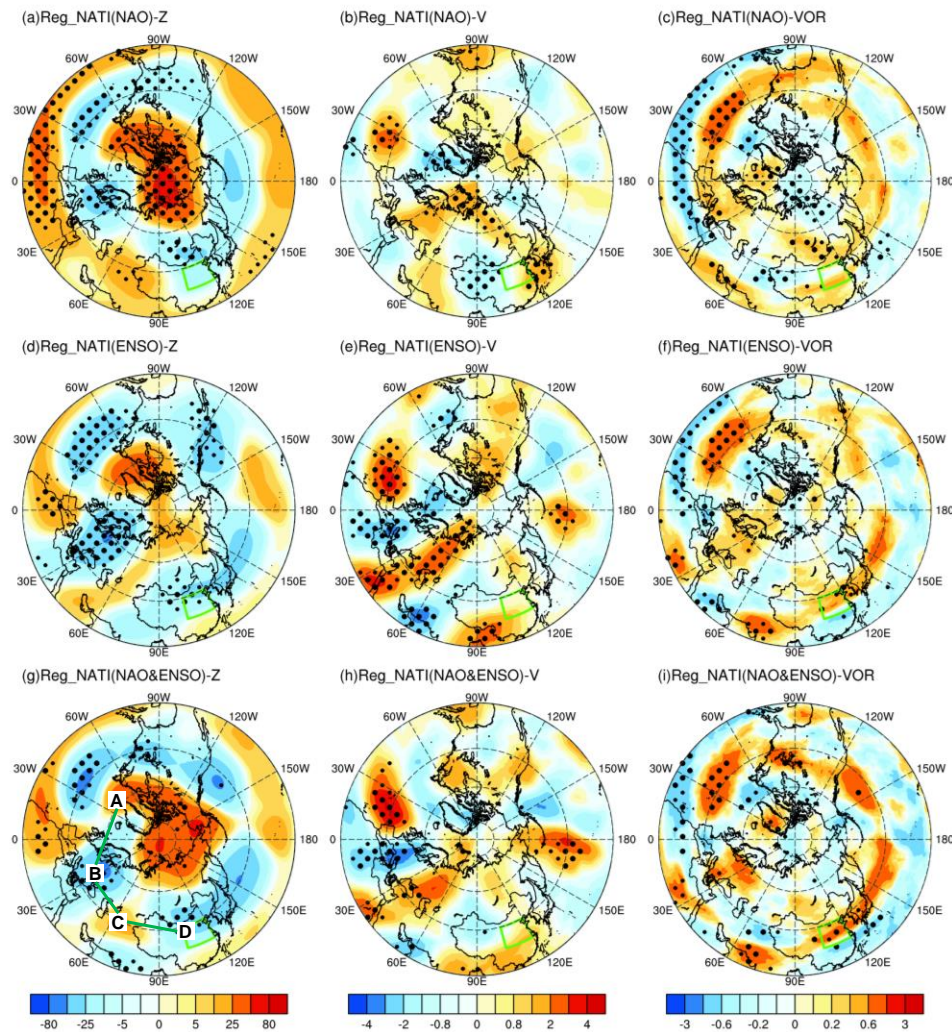 (a)Reg_NATI(NAO)-Z (b)Reg_NATI(NAO)-V (c)Reg_NATI(NAO)-VOR
90W 90W 90W
60W 120W 60W 120W 60W 120W
30W 150W 30W 150W 30W 150W
0 180 0 180 0 180
30E 150E 30E 150E 30E 150E
60E 120E 60E 120E 60E 120E
90E 90E 90E
(d)Reg_NATI(ENSO)-Z (e)Reg_NATI(ENSO)-V (f)Reg_NATI(ENSO)-VOR
90W 90W 90W
60W 120W 60W 120W 60W 120W
30W 150W 30W 150W 30W 150W
0 180 0 180 0 180
30E 150E 30E 150E 30E 150E
60E 120E 60E 120E 60E 120E
90E 90E 90E
(g)Reg_NATI(NAO&ENSO)-Z (h)Reg_NATI(NAO&ENSO)-V (i)Reg_NATI(NAO&ENSO)-VOR
90W 90W 90W
60W 120W 60W 120W 60W 120W
30W 150W 30W 150W 30W 150W
A
0 180 0 180 0 180
B
30E 150E 30E 150E 30E 150E
C D
60E 120E 60E 120E 60E 120E
90E 90E 90E
-80 -25 -5 0 5 25 80 -4 -2 -0.8 0 0.8 2 4 -3 -0.6 -0.2 0 0.2 0.6 3